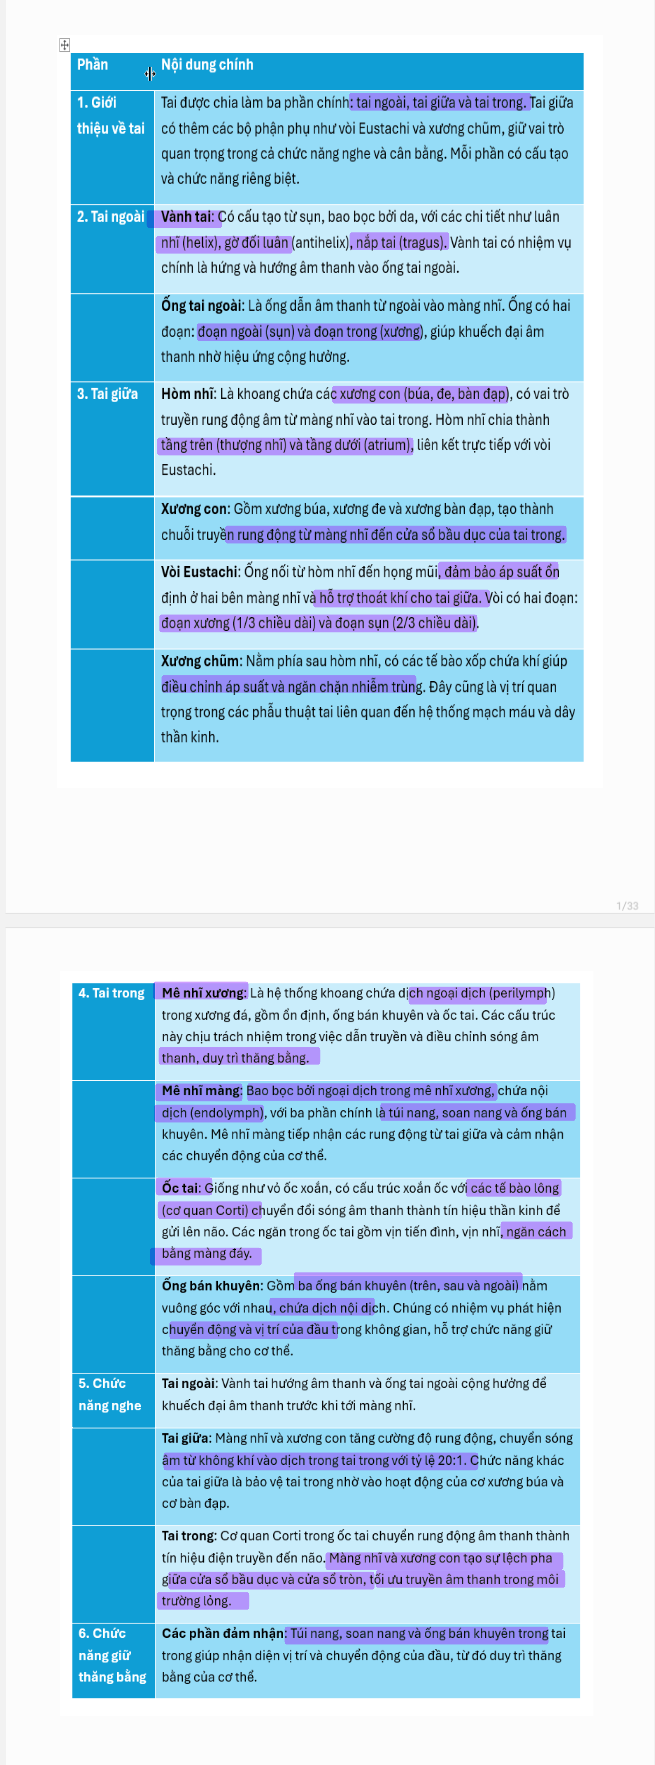 Phần Nội dung chính
1. Giới thiệu về tai
Tai được chia làm ba phần chính: tai ngoài, tai giữa và tai trong. Tai giữa
có thêm các bộ phận phụ như vòi Eustachi và xương chũm, giữ vai trò
quan trọng trong cả chức năng nghe và cân bằng. Mỗi phần có cấu tạo
và chức năng riêng biệt.
2. Tai ngoài
Vành tai: Có cấu tạo từ sụn, bao bọc bởi da, với các chi tiết như luân
nhĩ (helix), gờ đối luân (antihelix), nắp tai (tragus). Vành tai có nhiệm vụ
chính là hứng và hướng âm thanh vào ống tai ngoài.
Ống tai ngoài: Là ống dẫn âm thanh từ ngoài vào màng nhĩ. Ống có hai
đoạn: đoạn ngoài (sụn) và đoạn trong (xương), giúp khuếch đại âm
thanh nhờ hiệu ứng cộng hưởng.
3. Tai giữa
Hòm nhĩ: Là khoang chứa các xương con (búa, đe, bàn đạp), có vai trò
truyền rung động âm từ màng nhĩ vào tai trong. Hòm nhĩ chia thành
tầng trên (thượng nhĩ) và tầng dưới (atrium), liên kết trực tiếp với vòi
Eustachi.
Xương con: Gồm xương búa, xương đe và xương bàn đạp, tạo thành
chuỗi truyền rung động từ màng nhĩ đến cửa sổ bầu dục của tai trong.
Vòi Eustachi: Ống nối từ hòm nhĩ đến họng mũi, đảm bảo áp suất ổn
định ở hai bên màng nhĩ và hỗ trợ thoát khí cho tai giữa. Vòi có hai đoạn:
đoạn xương (1/3 chiều dài) và đoạn sụn (2/3 chiều dài).
Xương chũm: Nằm phía sau hòm nhĩ, có các tế bào xốp chứa khí giúp
điều chỉnh áp suất và ngăn chặn nhiễm trùng. Đây cũng là vị trí quan
trọng trong các phẫu thuật tai liên quan đến hệ thống mạch máu và dây
thần kinh.
1/33
4. Tai trong
Mê nhĩ xương: Là hệ thống khoang chứa dịch ngoại dịch (perilymph)
trong xương đá, gồm ổn định, ống bán khuyên và ốc tai. Các cấu trúc
này chịu trách nhiệm trong việc dẫn truyền và điều chỉnh sóng âm
thanh, duy trì thăng bằng.
Mê nhĩ màng: Bao bọc bởi ngoại dịch trong mê nhĩ xương, chứa nội
dịch (endolymph), với ba phần chính là túi nang, soan nang và ống bán
khuyên. Mê nhĩ màng tiếp nhận các rung động từ tai giữa và cảm nhận
các chuyển động của cơ thể.
Ốc tai: Giống như vỏ ốc xoắn, có cấu trúc xoắn ốc với các tế bào lông
(cơ quan Corti) chuyển đổi sóng âm thanh thành tín hiệu thần kinh để
gửi lên não. Các ngăn trong ốc tai gồm vịn tiến đình, vịn nhĩ, ngăn cách
bằng màng đáy.
Ống bán khuyên: Gồm ba ống bán khuyên (trên, sau và ngoài) nằm
vuông góc với nhau, chứa dịch nội dịch. Chúng có nhiệm vụ phát hiện
chuyển động và vị trí của đầu trong không gian, hỗ trợ chức năng giữ
thăng bằng cho cơ thể.
5. Chức năng nghe
Tai ngoài: Vành tai hướng âm thanh và ống tai ngoài cộng hưởng để
khuếch đại âm thanh trước khi tới màng nhĩ.
Tai giữa: Màng nhĩ và xương con tăng cường độ rung động, chuyển sóng
âm từ không khí vào dịch trong tai trong với tỷ lệ 20:1. Chức năng khác
của tai giữa là bảo vệ tai trong nhờ vào hoạt động của cơ xương búa và
cơ bàn đạp.
Tai trong: Cơ quan Corti trong ốc tai chuyển rung động âm thanh thành
tín hiệu điện truyền đến não. Màng nhĩ và xương con tạo sự lệch pha
giữa cửa sổ bầu dục và cửa sổ tròn, tối ưu truyền âm thanh trong môi
trường lỏng.
6. Chức năng giữ thăng bằng
Các phần đảm nhận: Túi nang, soan nang và ống bán khuyên trong tai
trong giúp nhận diện vị trí và chuyển động của đầu, từ đó duy trì thăng
bằng của cơ thể.